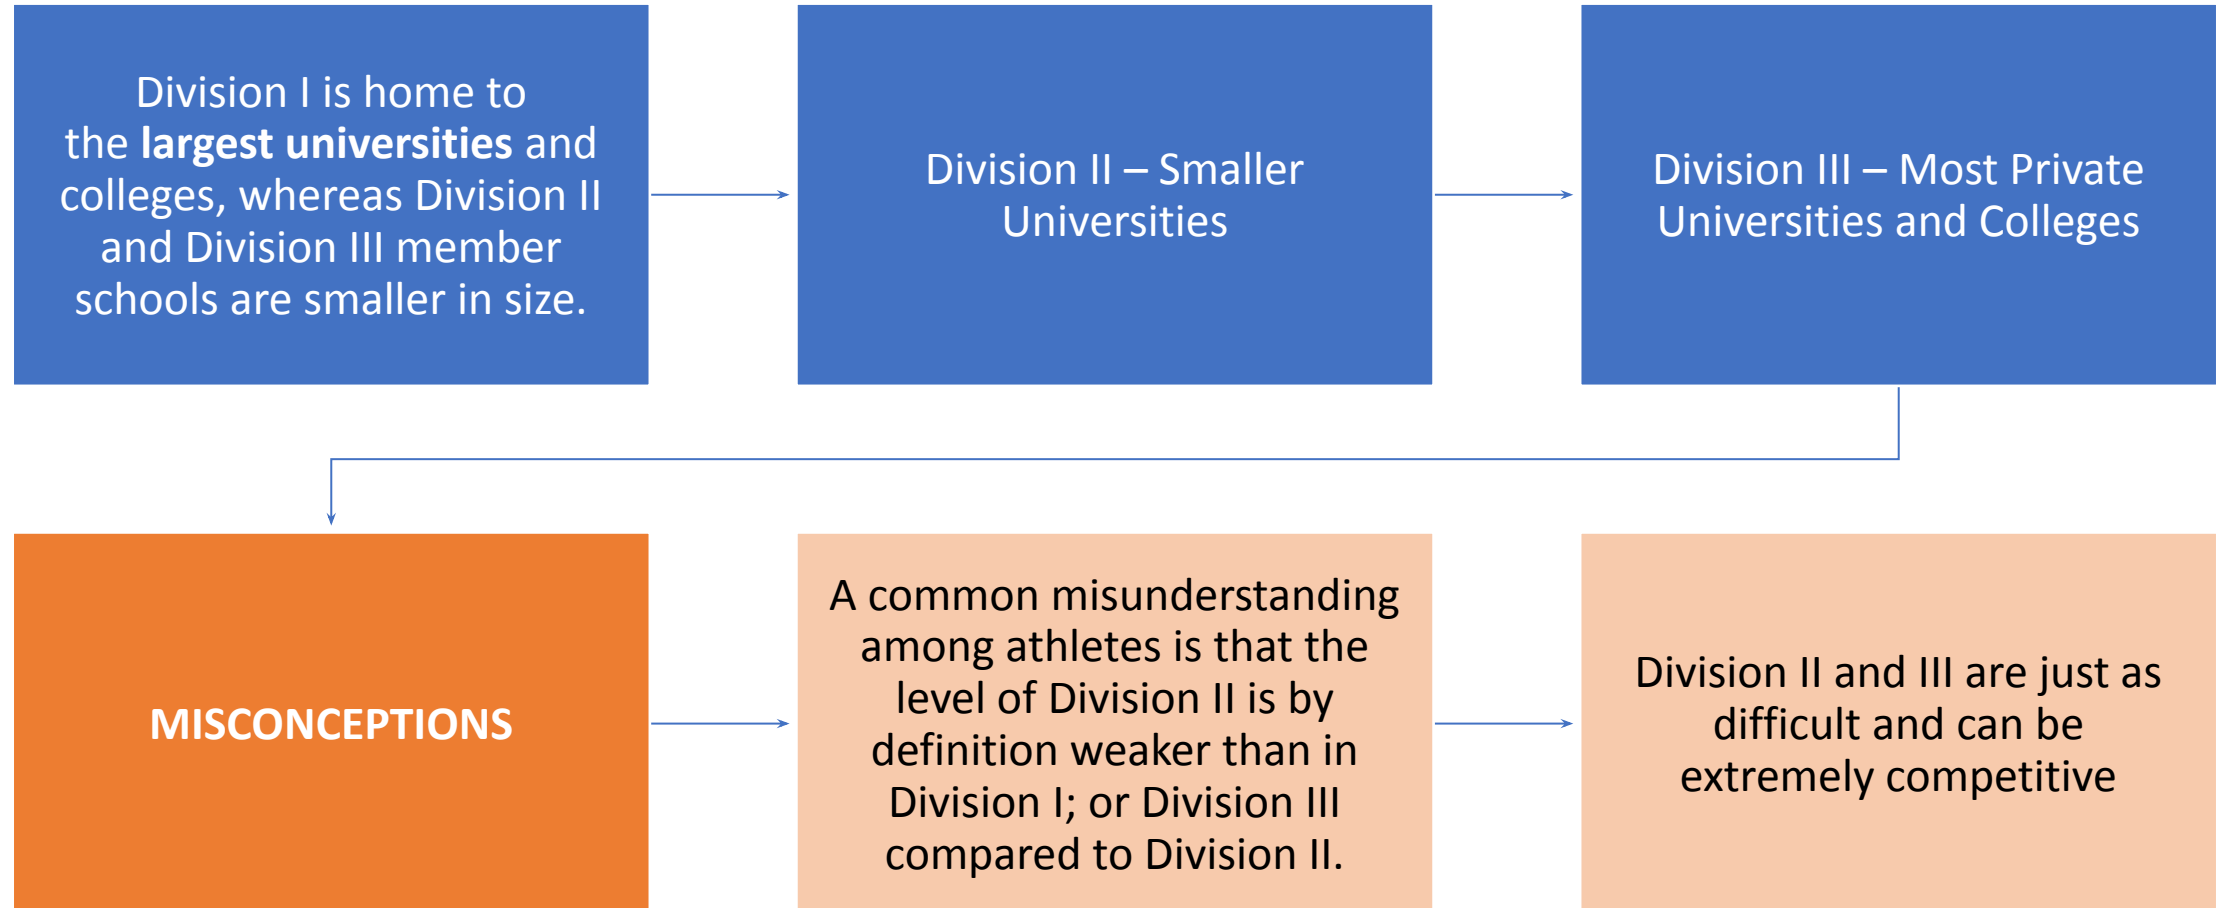 Division I is home to
the largest universities and
colleges, whereas Division II
and Division III member
schools are smaller in size.
Division II – Smaller
Universities
Division III – Most Private
Universities and Colleges
MISCONCEPTIONS
A common misunderstanding
among athletes is that the
level of Division II is by
definition weaker than in
Division I; or Division III
compared to Division II.
Division II and III are just as
difficult and can be
extremely competitive